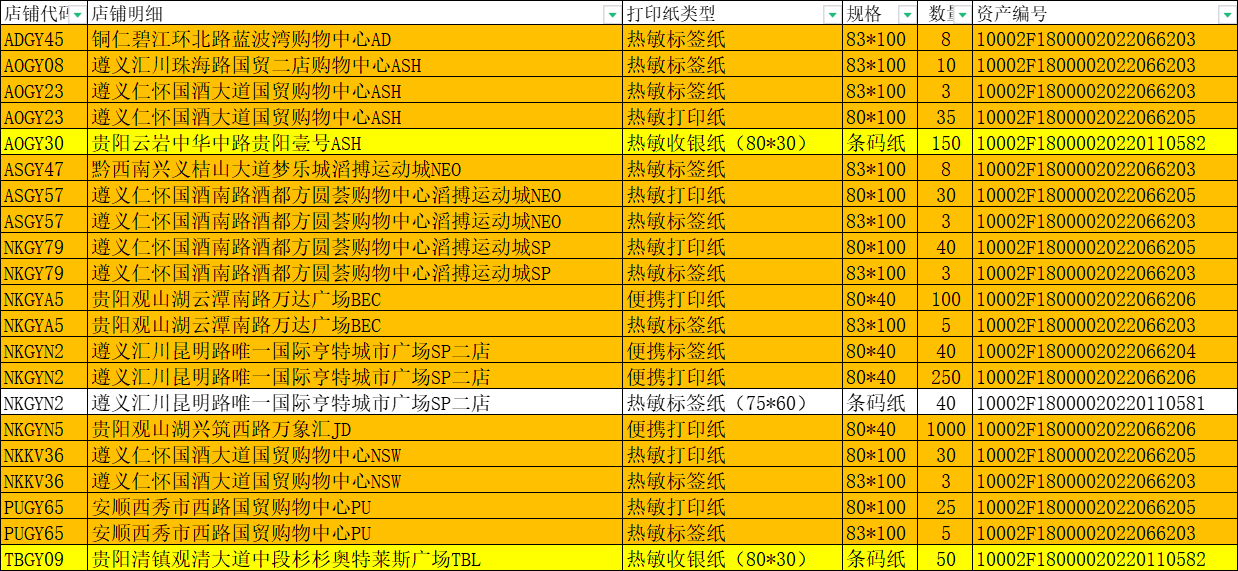 店铺代码 店铺明细 打印纸类型 规格 数量 资产编号
ADGY45 铜仁碧江环北路蓝波湾购物中心AD 热敏标签纸 83*100 8 10002F1800002022066203
AOGY08 遵义汇川珠海路国贸二店购物中心ASH 热敏标签纸 83*100 10 10002F1800002022066203
AOGY23 遵义仁怀国酒大道国贸购物中心ASH 热敏标签纸 83*100 3 10002F1800002022066203
AOGY23 遵义仁怀国酒大道国贸购物中心ASH 热敏打印纸 80*100 35 10002F1800002022066205
AOGY30 贵阳云岩中华中路贵阳壹号ASH 热敏收银纸（80*30） 条码纸 150 10002F18000020220110582
ASGY47 黔西南兴义桔山大道梦乐城滔搏运动城NEO 热敏标签纸 83*100 8 10002F1800002022066203
ASGY57 遵义仁怀国酒南路酒都方圆荟购物中心滔搏运动城NEO 热敏打印纸 80*100 30 10002F1800002022066205
ASGY57 遵义仁怀国酒南路酒都方圆荟购物中心滔搏运动城NEO 热敏标签纸 83*100 3 10002F1800002022066203
NKGY79 遵义仁怀国酒南路酒都方圆荟购物中心滔搏运动城SP 热敏打印纸 80*100 40 10002F1800002022066205
NKGY79 遵义仁怀国酒南路酒都方圆荟购物中心滔搏运动城SP 热敏标签纸 83*100 3 10002F1800002022066203
NKGYA5 贵阳观山湖云潭南路万达广场BEC 便携打印纸 80*40 100 10002F1800002022066206
NKGYA5 贵阳观山湖云潭南路万达广场BEC 热敏标签纸 83*100 5 10002F1800002022066203
NKGYN2 遵义汇川昆明路唯一国际亨特城市广场SP二店 便携标签纸 80*40 40 10002F1800002022066204
NKGYN2 遵义汇川昆明路唯一国际亨特城市广场SP二店 便携打印纸 80*40 250 10002F1800002022066206
NKGYN2 遵义汇川昆明路唯一国际亨特城市广场SP二店 热敏标签纸（75*60） 条码纸 40 10002F18000020220110581
NKGYN5 贵阳观山湖兴筑西路万象汇JD 便携打印纸 80*40 1000 10002F1800002022066206
NKKV36 遵义仁怀国酒大道国贸购物中心NSW 热敏打印纸 80*100 30 10002F1800002022066205
NKKV36 遵义仁怀国酒大道国贸购物中心NSW 热敏标签纸 83*100 3 10002F1800002022066203
PUGY65 安顺西秀市西路国贸购物中心PU 热敏打印纸 80*100 25 10002F1800002022066205
PUGY65 安顺西秀市西路国贸购物中心PU 热敏标签纸 83*100 5 10002F1800002022066203
TBGY09 贵阳清镇观清大道中段杉杉奥特莱斯广场TBL 热敏收银纸（80*30） 条码纸 50 10002F18000020220110582